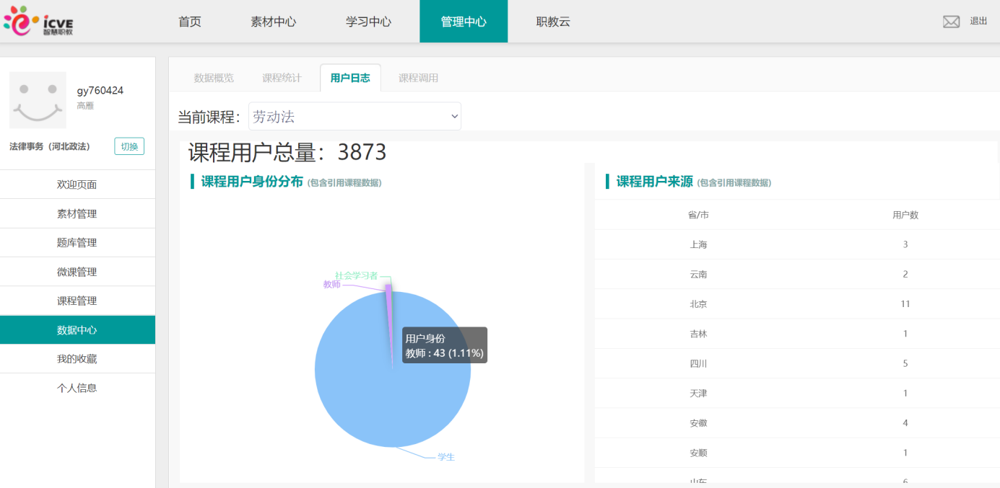 icve
智慧职教
首页 素材中心 学习中心 管理中心 职教云 退出
gy760424
高雁
法律事务（河北政法） 切换
欢迎页面
素材管理
题库管理
微课管理
课程管理
数据中心
我的收藏
个人信息
数据概览 课程统计 用户日志 课程调用
当前课程： 劳动法
课程用户总量：3873
课程用户身份分布 (包含引用课程数据)
社会学习者
教师
用户身份
教师 : 43 (1.11%)
学生
课程用户来源 (包含引用课程数据)
省/市 用户数
上海 3
云南 2
北京 11
吉林 1
四川 5
天津 1
安徽 4
安顺 1
山东 6